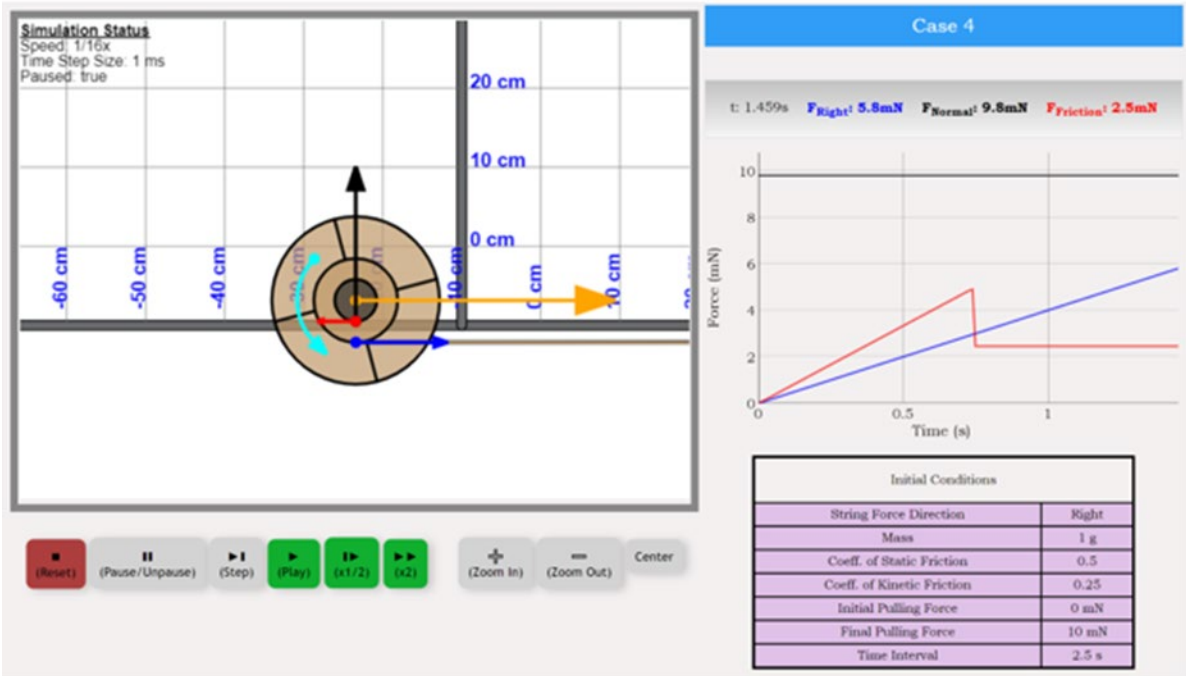 Simulation Status
Speed: 1/16x
Time Step Size: 1 ms
Paused: true
20 cm
10 cm
0 cm
-60 cm
-50 cm
-40 cm
-30 cm
-10 cm
0 cm
10 cm
■
(Reset)
(Pause/Unpause)
(Step)
(Play)
(x1/2)
(x2)
(Zoom In)
(Zoom Out)
Center
Case 4
t: 1.459s FRight: 5.8mN FNormal: 9.8mN FFriction: 2.5mN
10
8
6
4
2
0
Force (mN)
0 0.5 1
Time (s)
Initial Conditions
String Force Direction Right
Mass 1 g
Coeff. of Static Friction 0.5
Coeff. of Kinetic Friction 0.25
Initial Pulling Force 0 mN
Final Pulling Force 10 mN
Time Interval 2.5 s